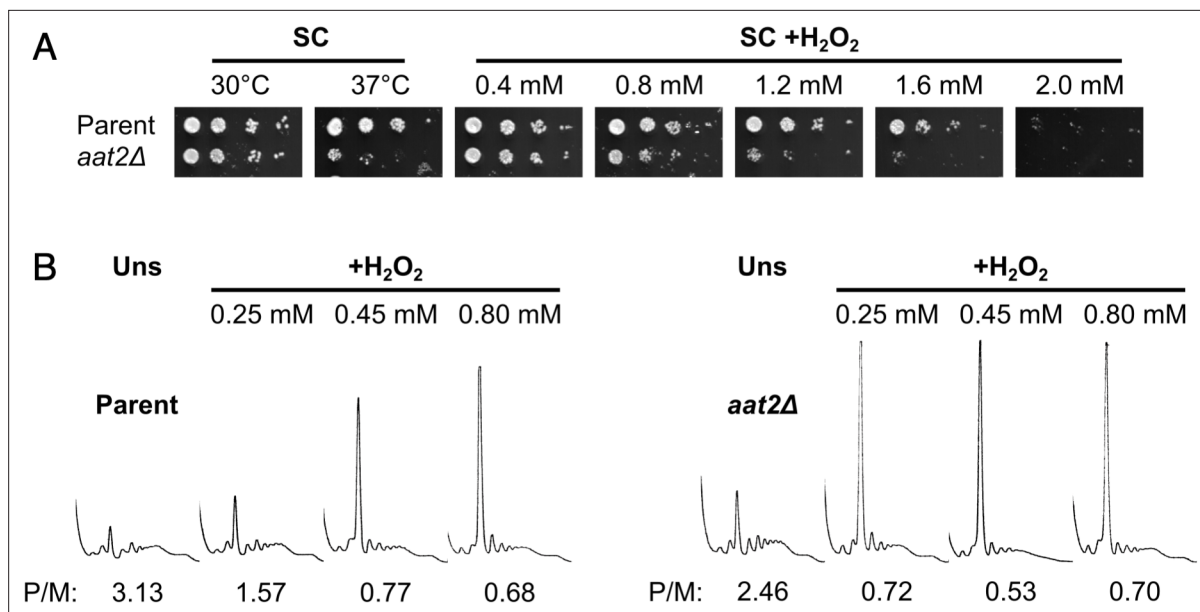 A
SC
SC +H₂O₂
30°C 37°C 0.4 mM 0.8 mM 1.2 mM 1.6 mM 2.0 mM
Parent
aat2Δ
B
Uns +H₂O₂
0.25 mM 0.45 mM 0.80 mM
Parent
P/M: 3.13 1.57 0.77 0.68
Uns +H₂O₂
0.25 mM 0.45 mM 0.80 mM
aat2Δ
P/M: 2.46 0.72 0.53 0.70